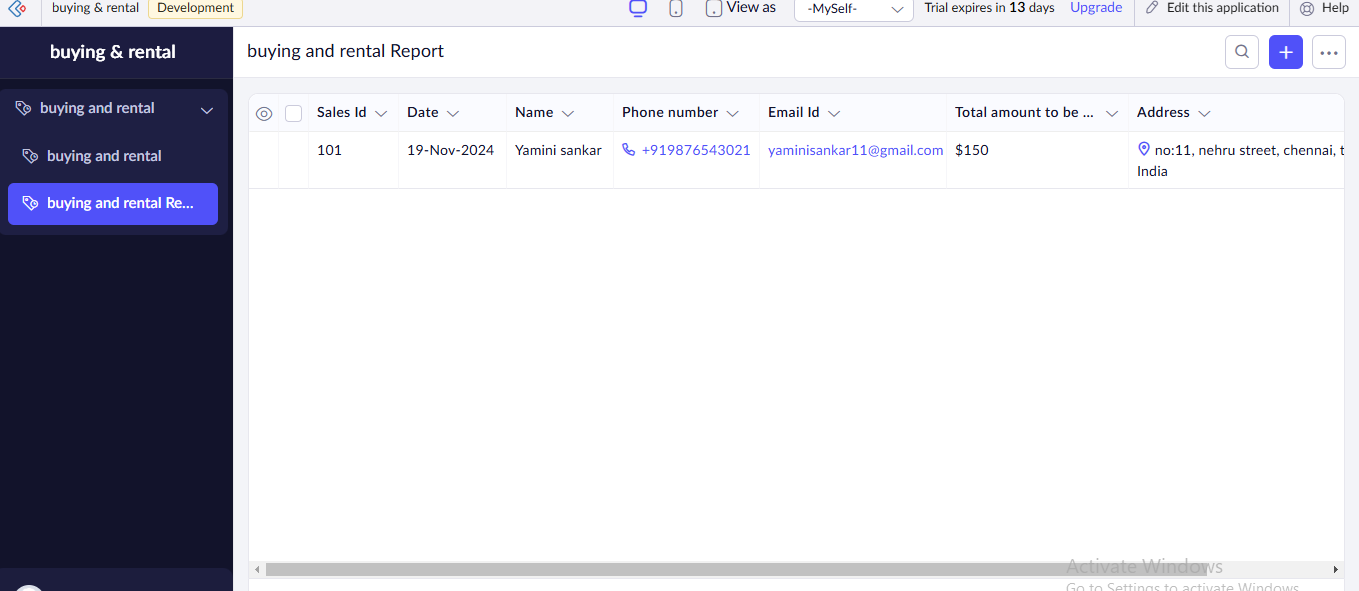 buying & rental Development View as -MySelf- Trial expires in 13 days Upgrade Edit this application Help
buying & rental
buying and rental Report
buying and rental
buying and rental
buying and rental Re...
Sales Id Date Name Phone number Email Id Total amount to be ... Address
101 19-Nov-2024 Yamini sankar +919876543021 yaminisankar11@gmail.com $150 no:11, nehru street, chennai, t
India
Activate Windows
Go to Settings to activate Windows.